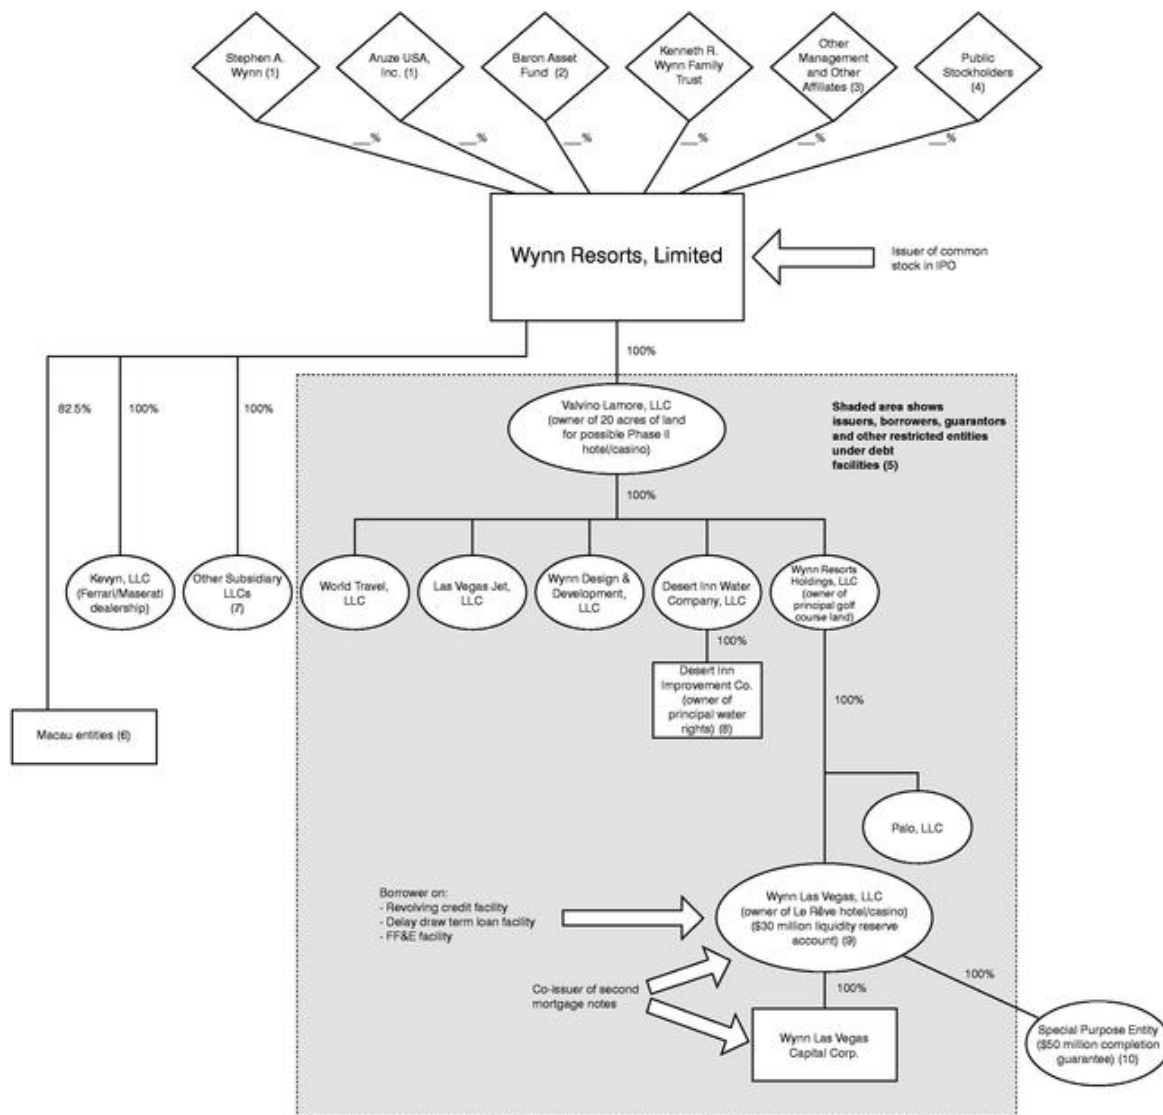 Stephen A.
Wynn (1)
Aruze USA,
Inc. (1)
Baron Asset
Fund (2)
Kenneth R.
Wynn Family
Trust
Other
Management
and Other
Affiliates (3)
Public
Stockholders
(4)
___%
___%
___%
___%
___%
___%
Wynn Resorts, Limited
Issuer of common
stock in IPO
100%
82.5%
100%
100%
Valvino Lamore, LLC
(owner of 20 acres of land
for possible Phase II
hotel/casino)
Shaded area shows
issuers, borrowers, guarantors
and other restricted entities
under debt
facilities (5)
100%
Kevyn, LLC
(Ferrari/Maserati
dealership)
Other Subsidiary
LLCs
(7)
World Travel,
LLC
Las Vegas Jet,
LLC
Wynn Design &
Development,
LLC
Desert Inn Water
Company, LLC
Wynn Resorts
Holdings, LLC
(owner of
principal golf
course land)
100%
Desert Inn
Improvement Co.
(owner of
principal water
rights) (8)
100%
Macau entities (6)
Palo, LLC
Borrower on:
- Revolving credit facility
- Delay draw term loan facility
- FF&E facility
Wynn Las Vegas, LLC
(owner of Le Rêve hotel/casino)
($30 million liquidity reserve
account) (9)
Co-issuer of second
mortgage notes
100%
100%
Wynn Las Vegas
Capital Corp.
Special Purpose Entity
($50 million completion
guarantee) (10)